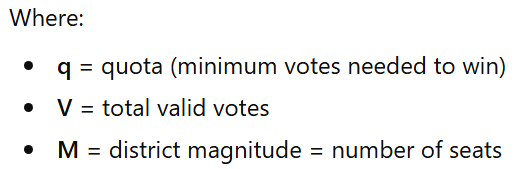 Where:
• q = quota (minimum votes needed to win)
• V = total valid votes
• M = district magnitude = number of seats